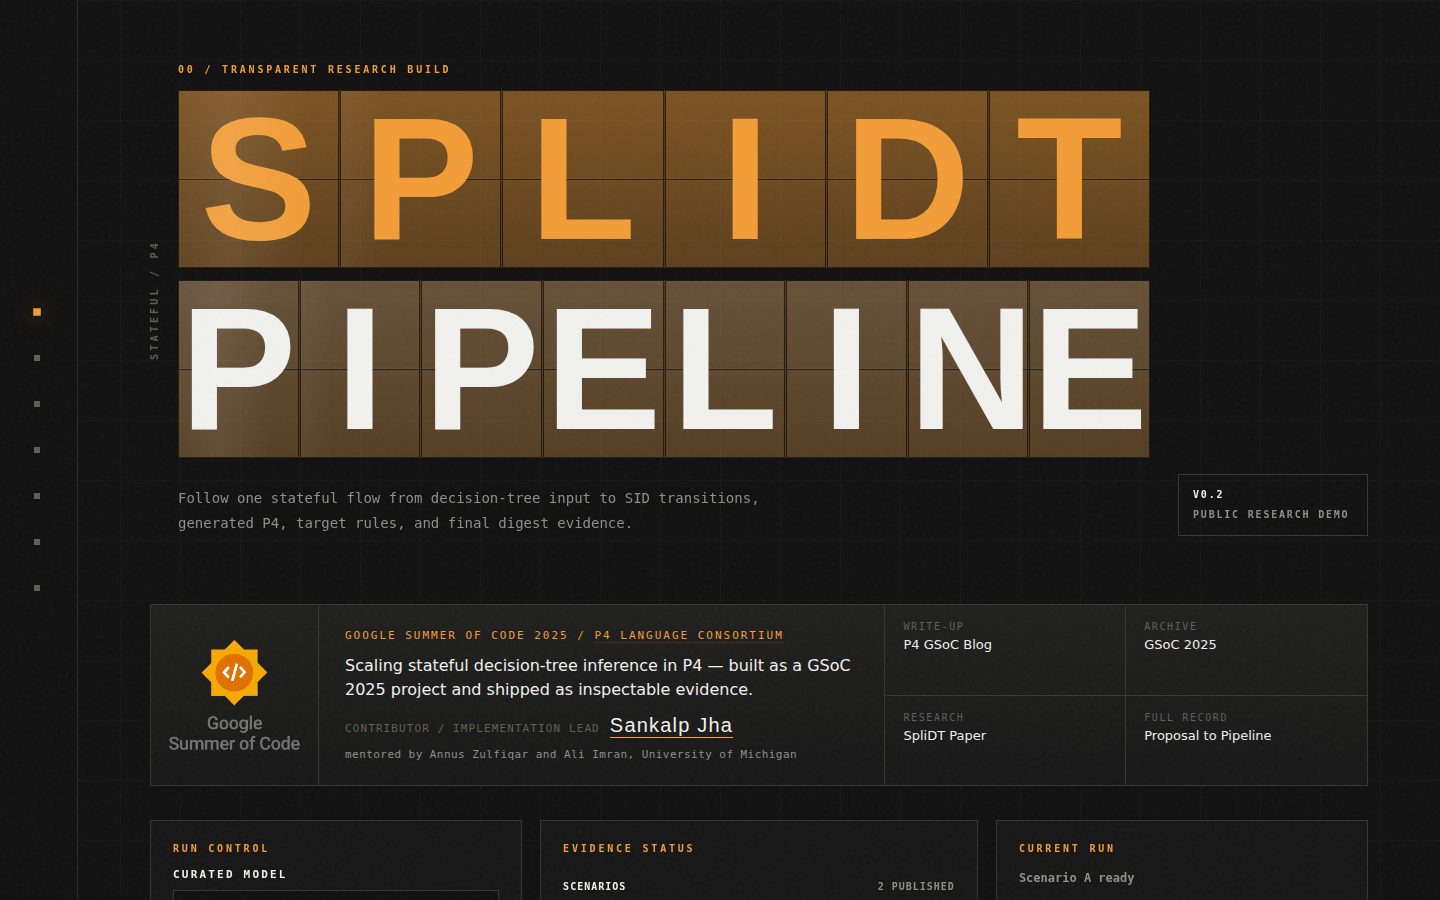 00 / TRANSPARENT RESEARCH BUILD
SPLIDT
PIPELINE
STATEFUL / P4
Follow one stateful flow from decision-tree input to SID transitions,
generated P4, target rules, and final digest evidence.
V0.2
PUBLIC RESEARCH DEMO
Google
Summer of Code
GOOGLE SUMMER OF CODE 2025 / P4 LANGUAGE CONSORTIUM
Scaling stateful decision-tree inference in P4 — built as a GSoC
2025 project and shipped as inspectable evidence.
CONTRIBUTOR / IMPLEMENTATION LEAD Sankalp Jha
mentored by Annus Zulfiqar and Ali Imran, University of Michigan
WRITE-UP
P4 GSoC Blog
ARCHIVE
GSoC 2025
RESEARCH
SpliDT Paper
FULL RECORD
Proposal to Pipeline
RUN CONTROL
CURATED MODEL
EVIDENCE STATUS
SCENARIOS 2 PUBLISHED
CURRENT RUN
Scenario A ready